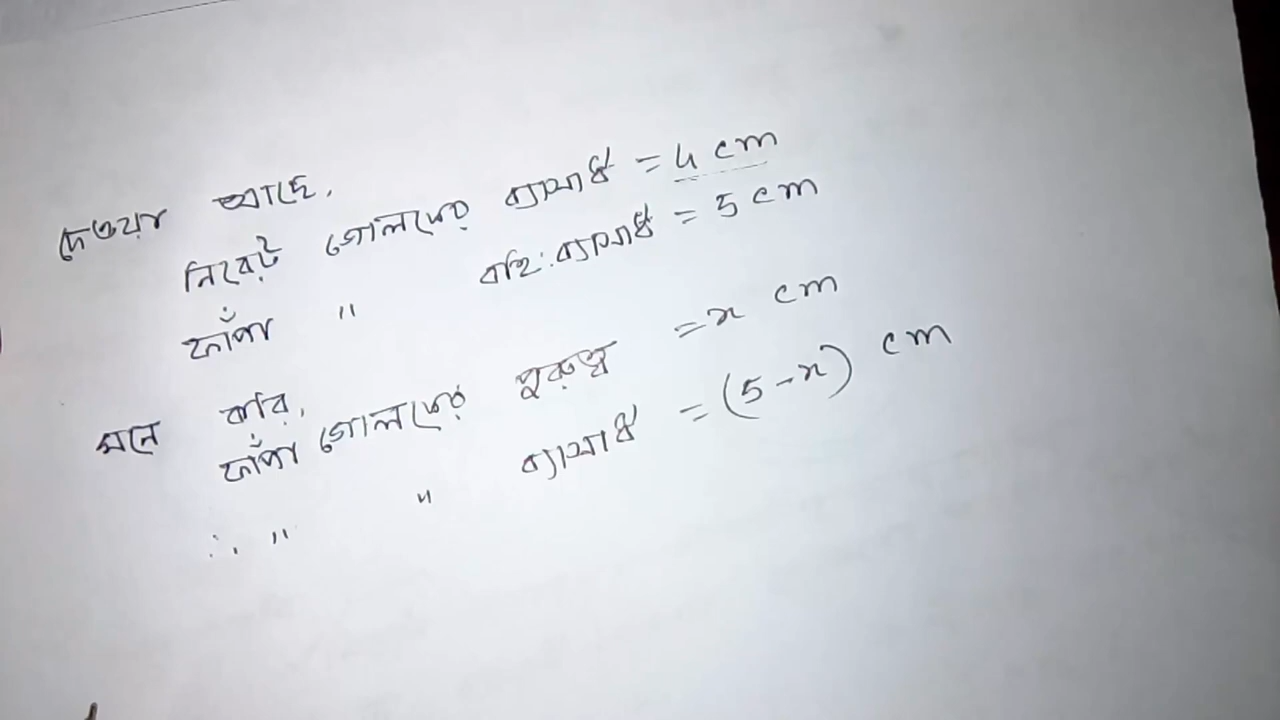 দেওয়া আছে,
নিরেট গোলকের ব্যাসার্ধ = 4 cm
ফাঁপা " বহিঃব্যাসার্ধ = 5 cm
মনে করি,
ফাঁপা গোলকের পুরুত্ব = x cm
∴ " " ব্যাসার্ধ = (5-x) cm